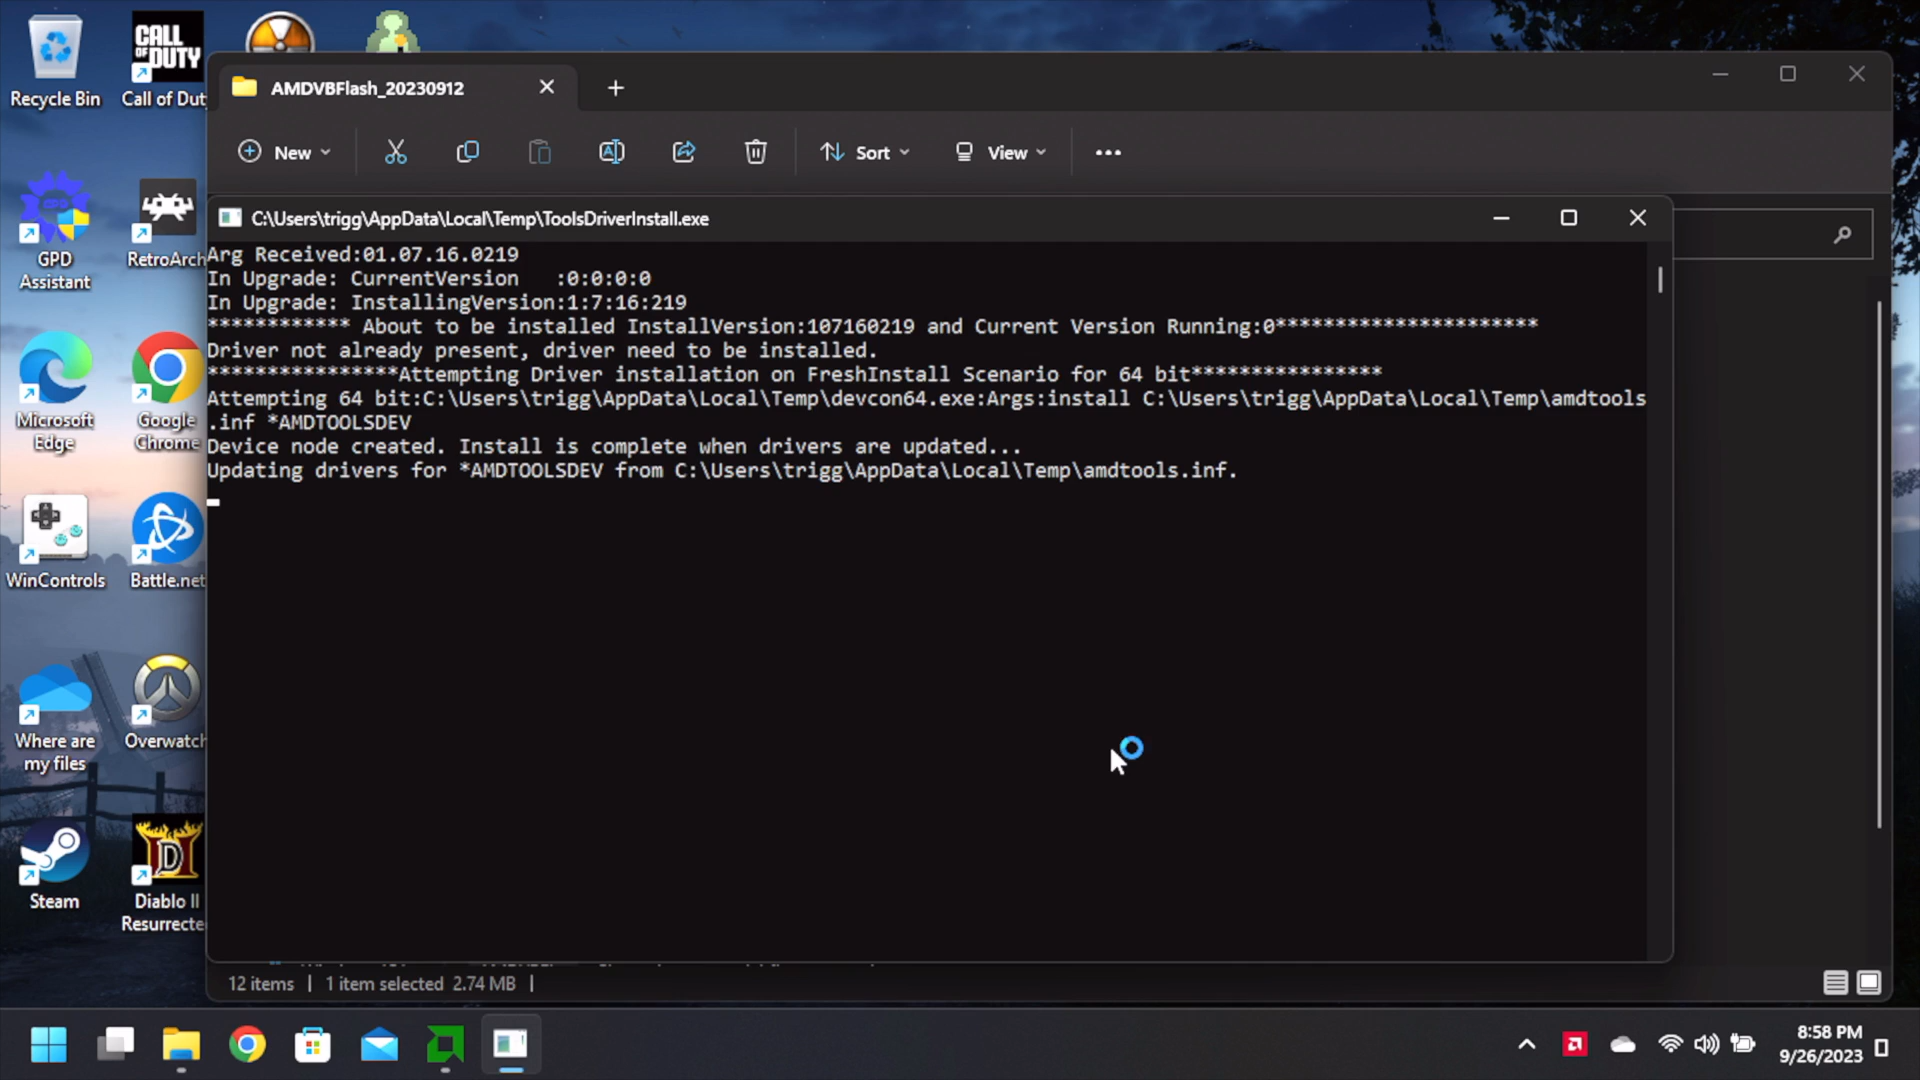 Recycle Bin
CALL OF DUTY
Call of Dut
GPD
Assistant
RetroArch
Microsoft
Edge
Google
Chrome
WinControls
Battle.net
Where are
my files
Overwatch
Steam
Diablo II
Resurrecte
AMDVBFlash_20230912
New
Sort
View
C:\Users\trigg\AppData\Local\Temp\ToolsDriverInstall.exe
Arg Received:01.07.16.0219
In Upgrade: CurrentVersion   :0:0:0:0
In Upgrade: InstallingVersion:1:7:16:219
************ About to be installed InstallVersion:107160219 and Current Version Running:0**********************
Driver not already present, driver need to be installed.
****************Attempting Driver installation on FreshInstall Scenario for 64 bit****************
Attempting 64 bit:C:\Users\trigg\AppData\Local\Temp\devcon64.exe:Args:install C:\Users\trigg\AppData\Local\Temp\amdtools
.inf *AMDTOOLSDEV
Device node created. Install is complete when drivers are updated...
Updating drivers for *AMDTOOLSDEV from C:\Users\trigg\AppData\Local\Temp\amdtools.inf.
12 items | 1 item selected 2.74 MB |
8:58 PM
9/26/2023